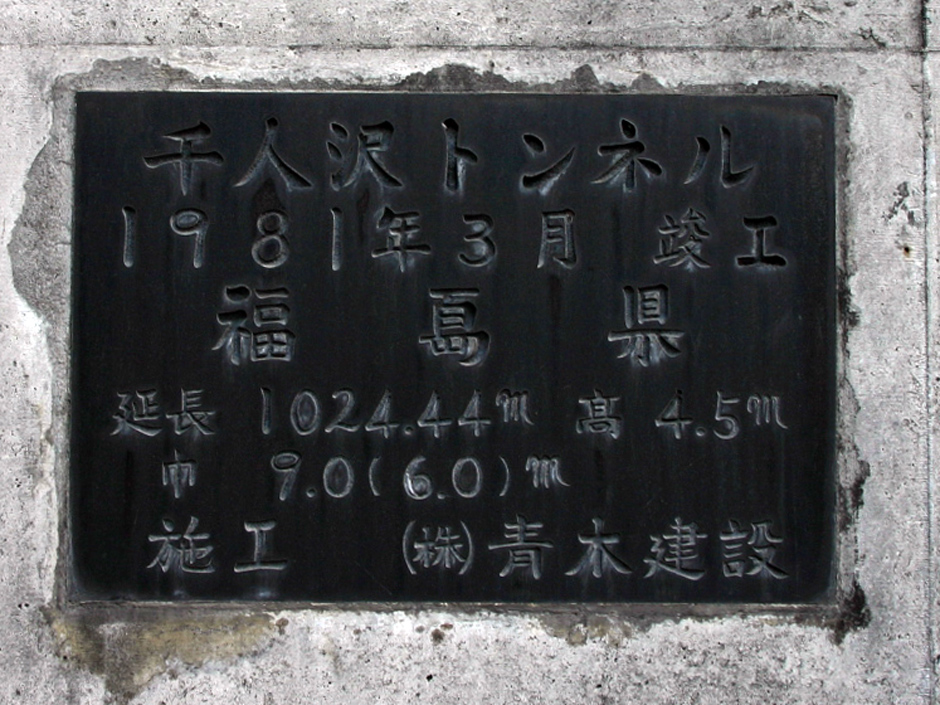 千人沢トンネル
1981年3月 竣工
福島県
延長 1024.44m 髙 4.5m
巾 9.0(6.0)m
施工 (株)青木建設